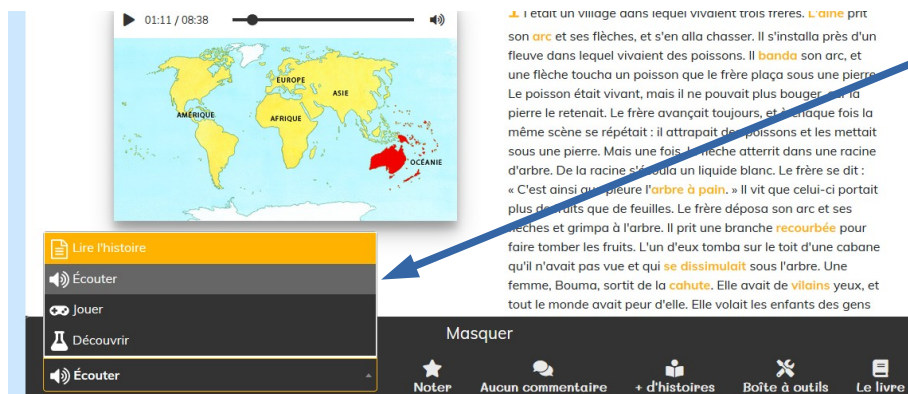 01:11 / 08:38
EUROPE
ASIE
AMÉRIQUE
AFRIQUE
OCÉANIE
Lire l'histoire
Écouter
Jouer
Découvrir
Écouter
Il était un village dans lequel vivaient trois frères. L'aîné prit
son arc et ses flèches, et s'en alla chasser. Il s'installa près d'un
fleuve dans lequel vivaient des poissons. Il banda son arc, et
une flèche toucha un poisson que le frère plaça sous une pierre.
Le poisson était vivant, mais il ne pouvait plus bouger, car la
pierre le retenait. Le frère avançait toujours, et à chaque fois la
même scène se répétait : il attrapait des poissons et les mettait
sous une pierre. Mais une fois, la flèche atterrit dans une racine
d'arbre. De la racine s'écoula un liquide blanc. Le frère se dit :
« C'est ainsi que pleure l'arbre à pain. » Il vit que celui-ci portait
plus de fruits que de feuilles. Le frère déposa son arc et ses
flèches et grimpa à l'arbre. Il prit une branche recourbée pour
faire tomber les fruits. L'un d'eux tomba sur le toit d'une cabane
qu'il n'avait pas vue et qui se dissimulait sous l'arbre. Une
femme, Bouma, sortit de la cahute. Elle avait de vilains yeux, et
tout le monde avait peur d'elle. Elle volait les enfants des gens
Masquer
Noter
Aucun commentaire
+ d'histoires
Boîte à outils
Le livre